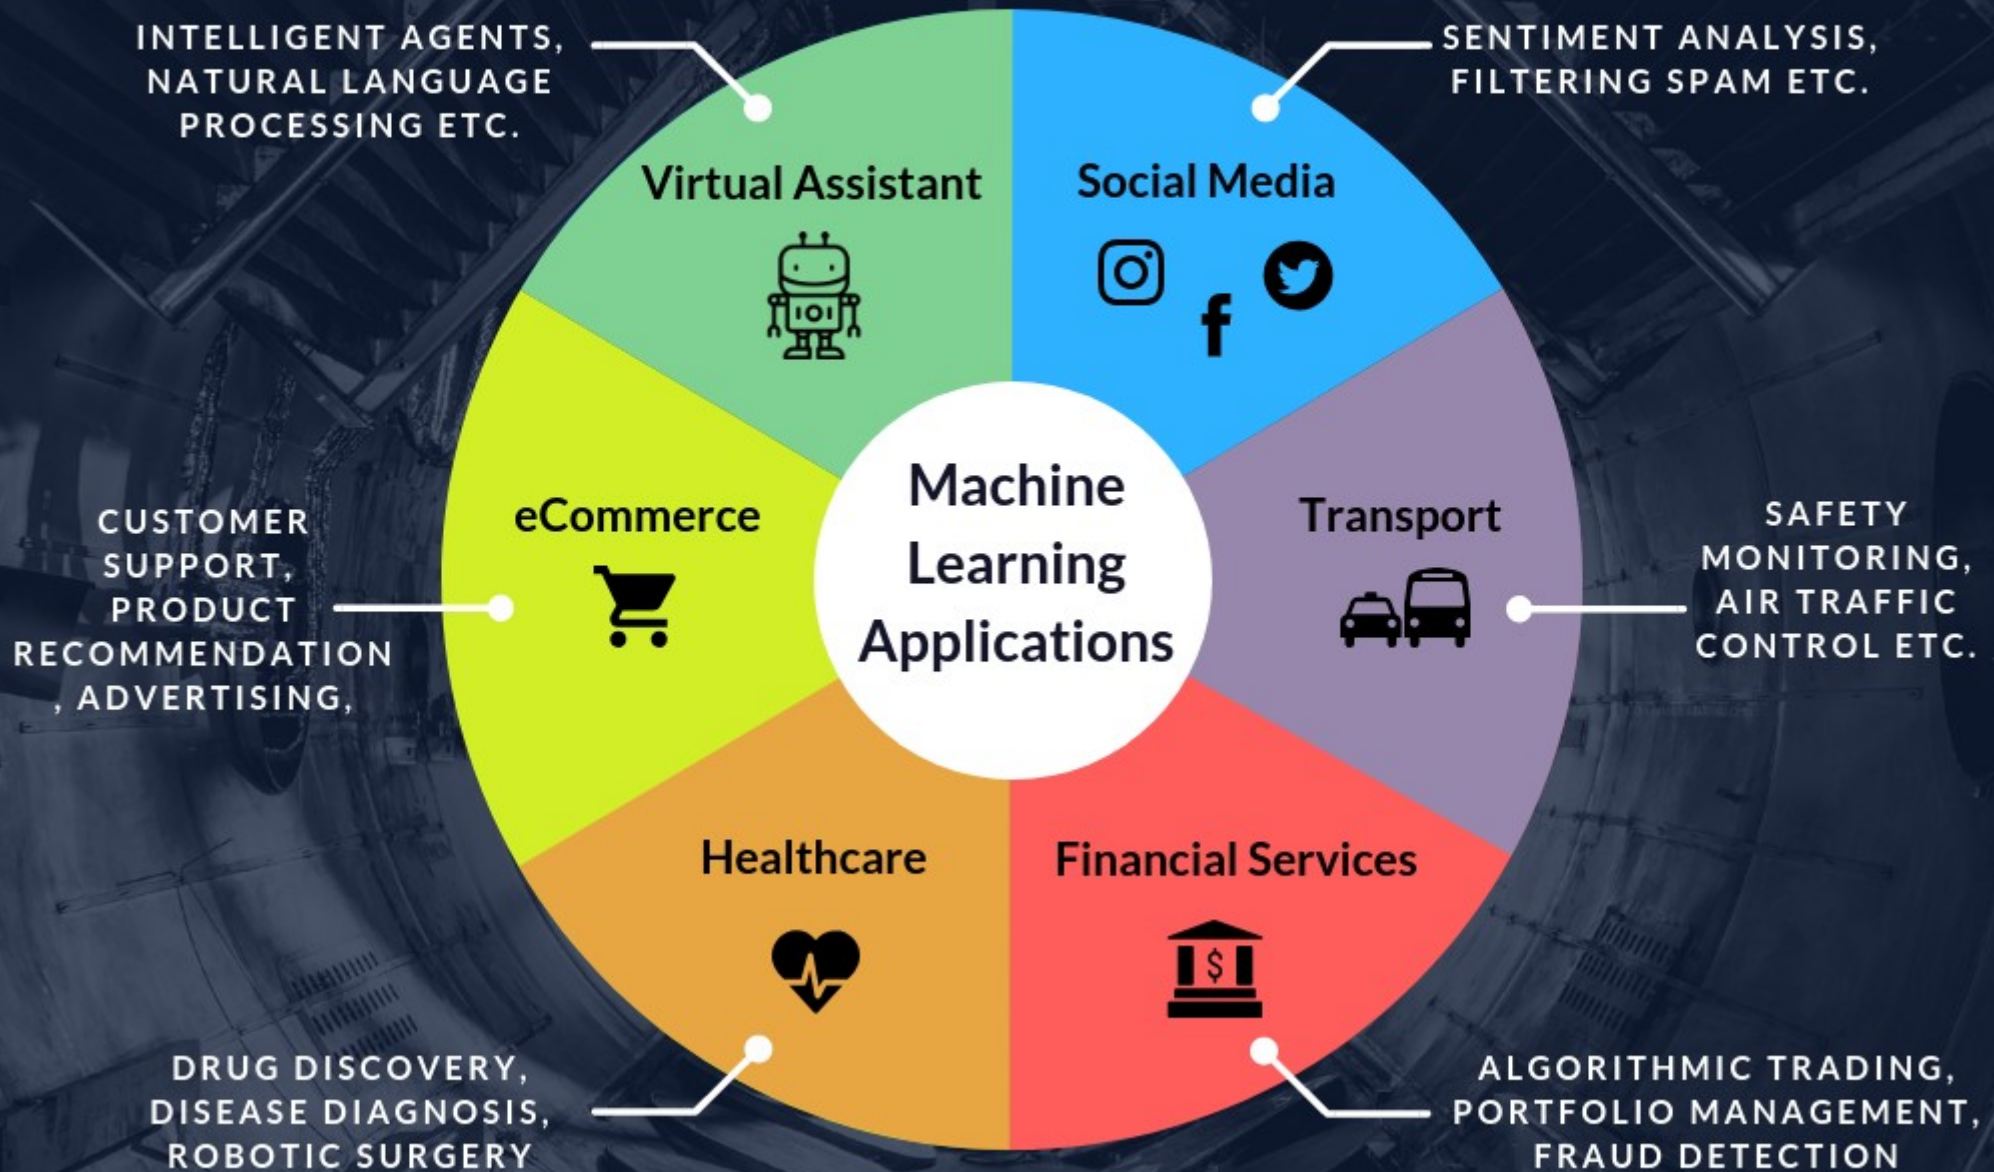 INTELLIGENT AGENTS,
NATURAL LANGUAGE
PROCESSING ETC.
SENTIMENT ANALYSIS,
FILTERING SPAM ETC.
Virtual Assistant
Social Media
f
eCommerce
Machine
Learning
Applications
Transport
CUSTOMER
SUPPORT,
PRODUCT
RECOMMENDATION
, ADVERTISING,
SAFETY
MONITORING,
AIR TRAFFIC
CONTROL ETC.
Healthcare
Financial Services
$
DRUG DISCOVERY,
DISEASE DIAGNOSIS,
ROBOTIC SURGERY
ALGORITHMIC TRADING,
PORTFOLIO MANAGEMENT,
FRAUD DETECTION